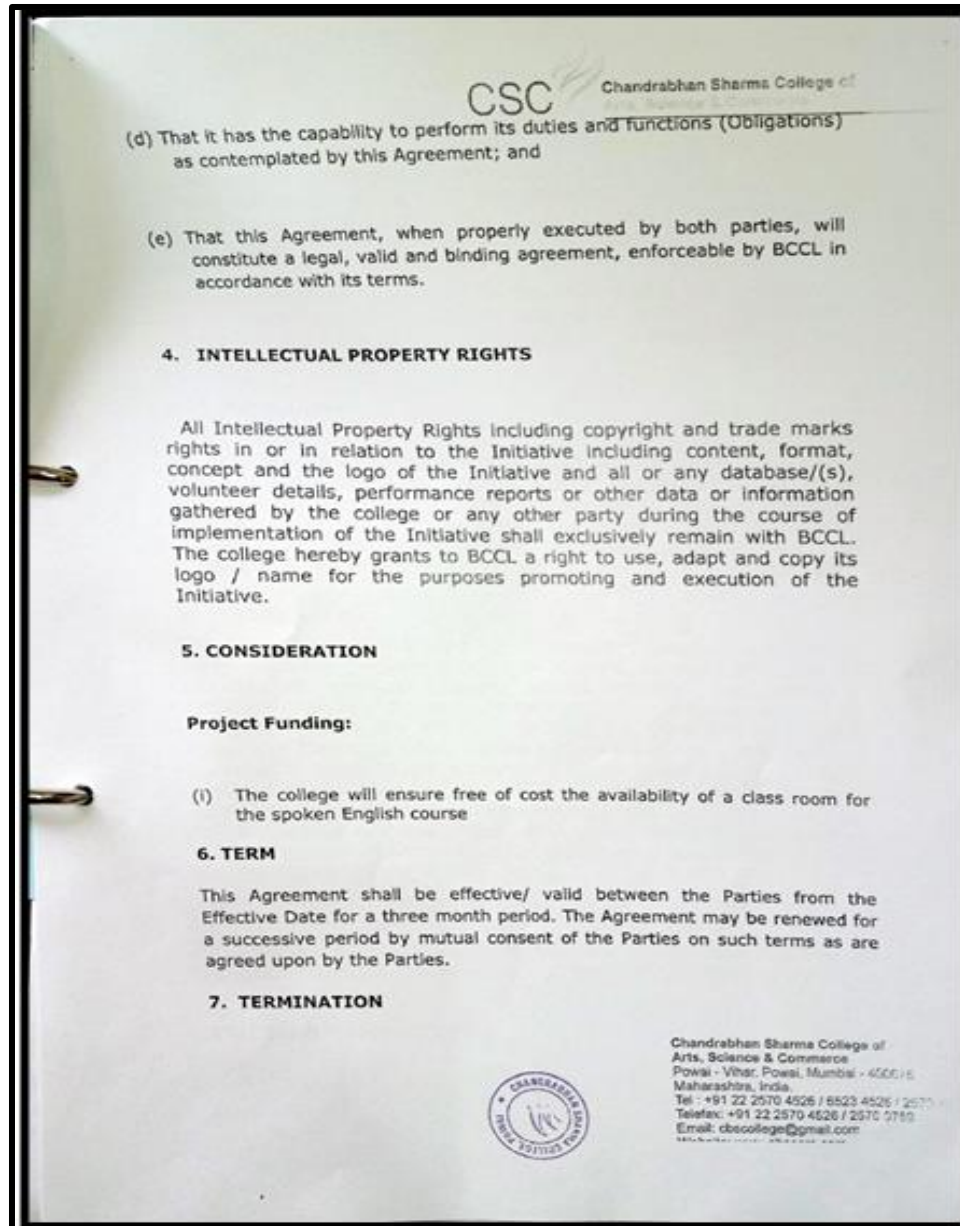 CSC Chandrabhan Sharma College of
Arts, Science & Commerce
(d) That it has the capability to perform its duties and functions (Obligations)
as contemplated by this Agreement; and
(e) That this Agreement, when properly executed by both parties, will
constitute a legal, valid and binding agreement, enforceable by BCCL in
accordance with its terms.
4. INTELLECTUAL PROPERTY RIGHTS
All Intellectual Property Rights including copyright and trade marks
rights in or in relation to the Initiative including content, format,
concept and the logo of the Initiative and all or any database/(s),
volunteer details, performance reports or other data or information
gathered by the college or any other party during the course of
implementation of the Initiative shall exclusively remain with BCCL.
The college hereby grants to BCCL a right to use, adapt and copy its
logo / name for the purposes promoting and execution of the
Initiative.
5. CONSIDERATION
Project Funding:
(i) The college will ensure free of cost the availability of a class room for
the spoken English course
6. TERM
This Agreement shall be effective/ valid between the Parties from the
Effective Date for a three month period. The Agreement may be renewed for
a successive period by mutual consent of the Parties on such terms as are
agreed upon by the Parties.
7. TERMINATION
Chandrabhan Sharma College of
Arts, Science & Commerce
Powai - Vihar, Powai, Mumbai -
Maharashtra, India.
Tel : +91 22 2570 4526 / 6523 4526 /
Telefax: +91 22 2570 4526 / 2570
Email: cbscollege@gmail.com
CHANDRABHAN SHARMA COLLEGE, POWAI